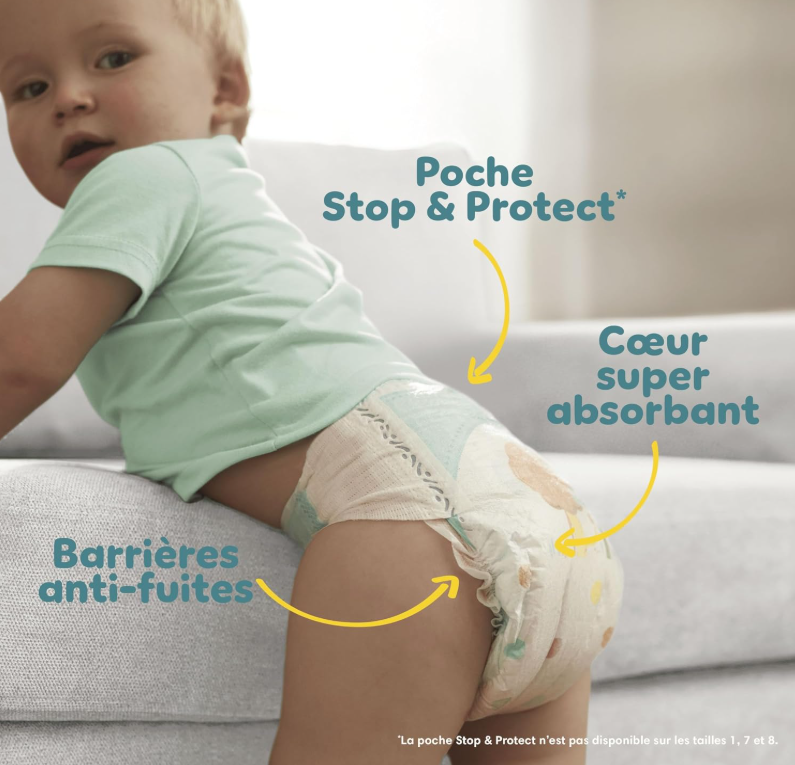 Poche
Stop & Protect*
Cœur
super
absorbant
Barrières
anti-fuites
*La poche Stop & Protect n'est pas disponible sur les tailles 1, 7 et 8.